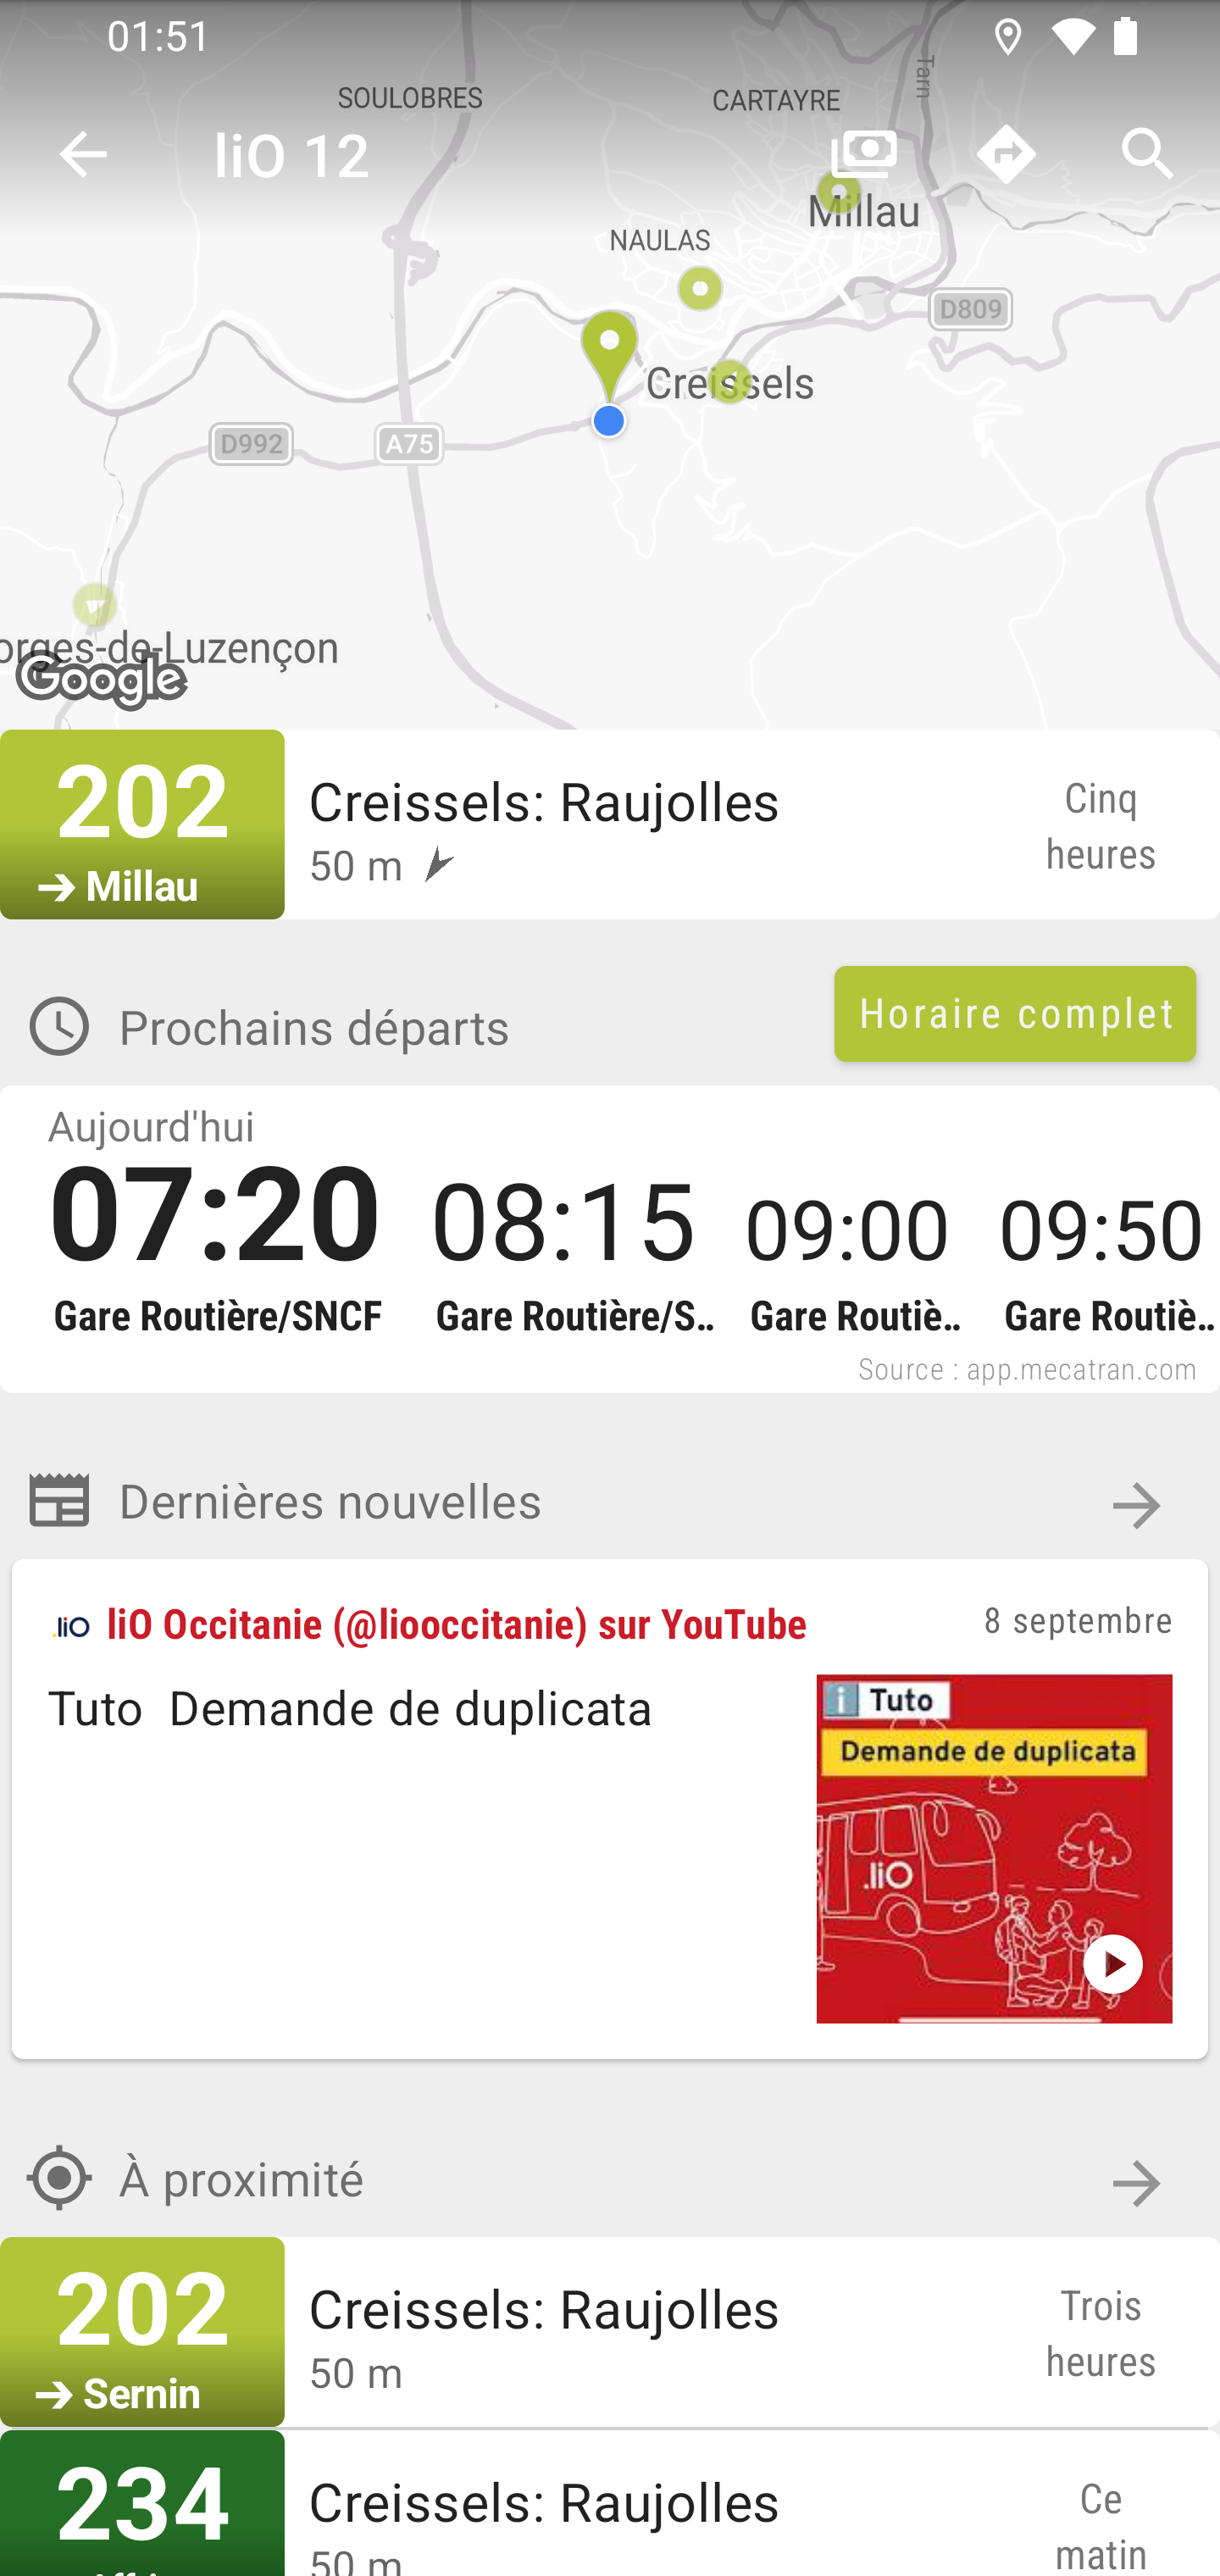 01:51
Tarn
SOULOBRES
CARTAYRE
liO 12
Millau
NAULAS
D809
Creissels
D992
A75
orges-de-Luzençon
Google
202
Creissels: Raujolles
Cinq
heures
50 m
Millau
Prochains départs
Horaire complet
Aujourd'hui
07:20 08:15 09:00 09:50
Gare Routière/SNCF Gare Routière/S… Gare Routiè… Gare Routiè…
Source : app.mecatran.com
Dernières nouvelles
.liO liO Occitanie (@liooccitanie) sur YouTube 8 septembre
Tuto Demande de duplicata
i Tuto
Demande de duplicata
.liO
À proximité
202
Creissels: Raujolles
Trois
heures
50 m
Sernin
234
Creissels: Raujolles
Ce
matin
50 m